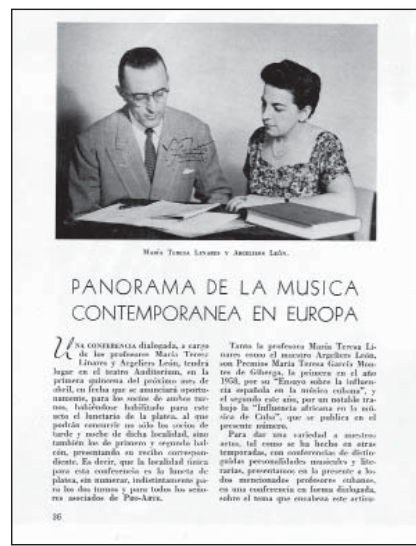 MARÍA TERESA LINARES Y ARGELIERS LEÓN.
PANORAMA DE LA MUSICA
CONTEMPORANEA EN EUROPA
UNA CONFERENCIA dialogada, a cargo
de los profesores María Teresa
Linares y Argeliers León, tendrá
lugar en el teatro Auditorium, en la
primera quincena del próximo mes de
abril, en fecha que se anunciará oportu-
namente, para los socios de ambos tur-
nos, habiéndose habilitado para este
acto el lunetario de la platea, al que
podrán concurrir no sólo los socios de
tarde y noche de dicha localidad, sino
también los de primero y segundo bal-
cón, presentando su recibo correspon-
diente. Es decir, que la localidad única
para esta conferencia es la luneta de
platea, sin numerar, indistintamente pa-
ra los dos turnos y para todos los seño-
res asociados de PRO-ARTE.
Tanto la profesora María Teresa Li-
nares como el maestro Argeliers León,
son Premios María Teresa García Mon-
tes de Giberga, la primera en el año
1958, por su "Ensayo sobre la influen-
cia española en la música cubana", y
el segundo este año, por un notable tra-
bajo la "Influencia africana en la mú-
sica de Cuba", que se publica en el
presente número.
Para dar una variedad a nuestros
actos, tal como se ha hecho en otras
temporadas, con conferencias de distin-
guidas personalidades musicales y lite-
rarias, presentamos en la presente a los
dos mencionados profesores cubanos,
en una conferencia en forma dialogada,
sobre el tema que encabeza este artícu-
36